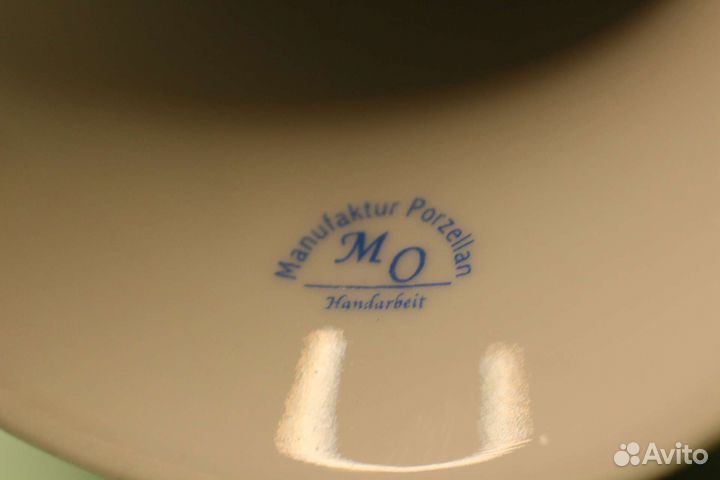 Manufaktur Porzellan
MO
Handarbeit
Avito